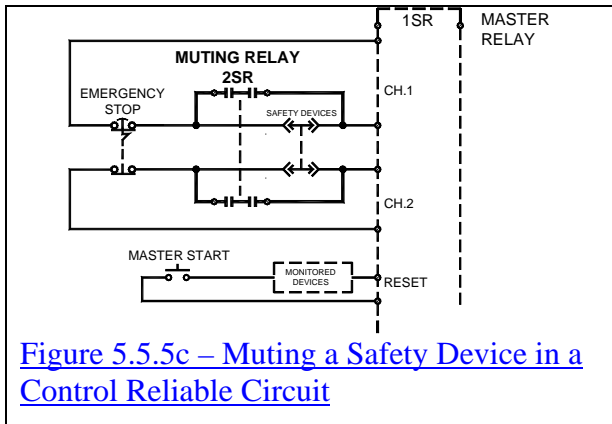 1SR
MASTER
RELAY
MUTING RELAY
2SR
EMERGENCY
STOP
CH.1
SAFETY DEVICES
CH.2
MASTER START
MONITORED
DEVICES
RESET
Figure 5.5.5c – Muting a Safety Device in a
Control Reliable Circuit